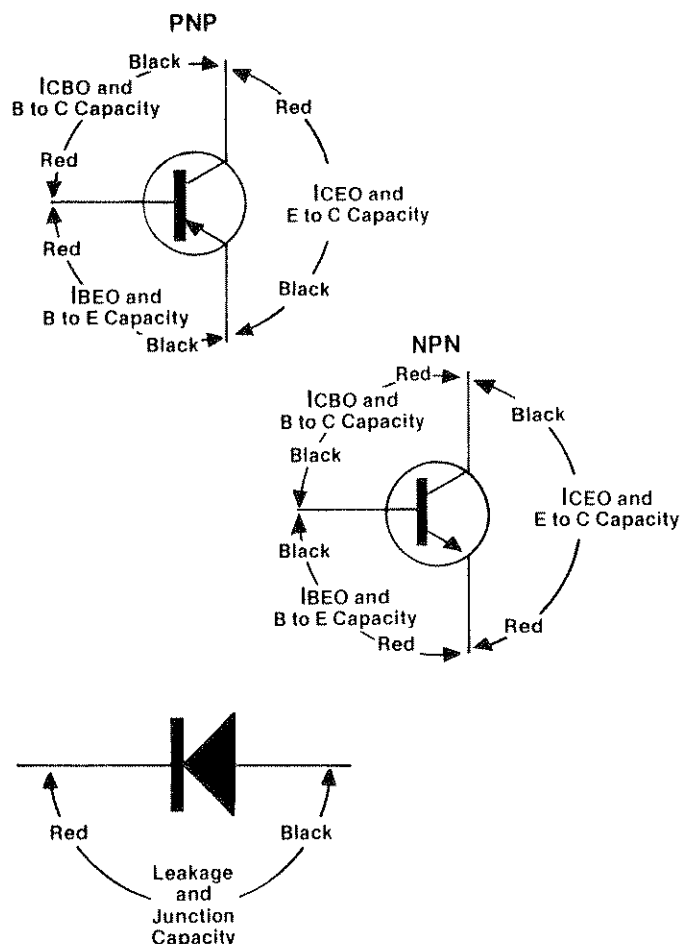 PNP
Black
ICBO and
B to C Capacity
Red
Red
ICEO and
E to C Capacity
Red
IBEO and
B to E Capacity
Black
Black
NPN
Red
ICBO and
B to C Capacity
Black
Black
ICEO and
E to C Capacity
Black
IBEO and
B to E Capacity
Red
Red
Red
Black
Leakage
and
Junction
Capacity